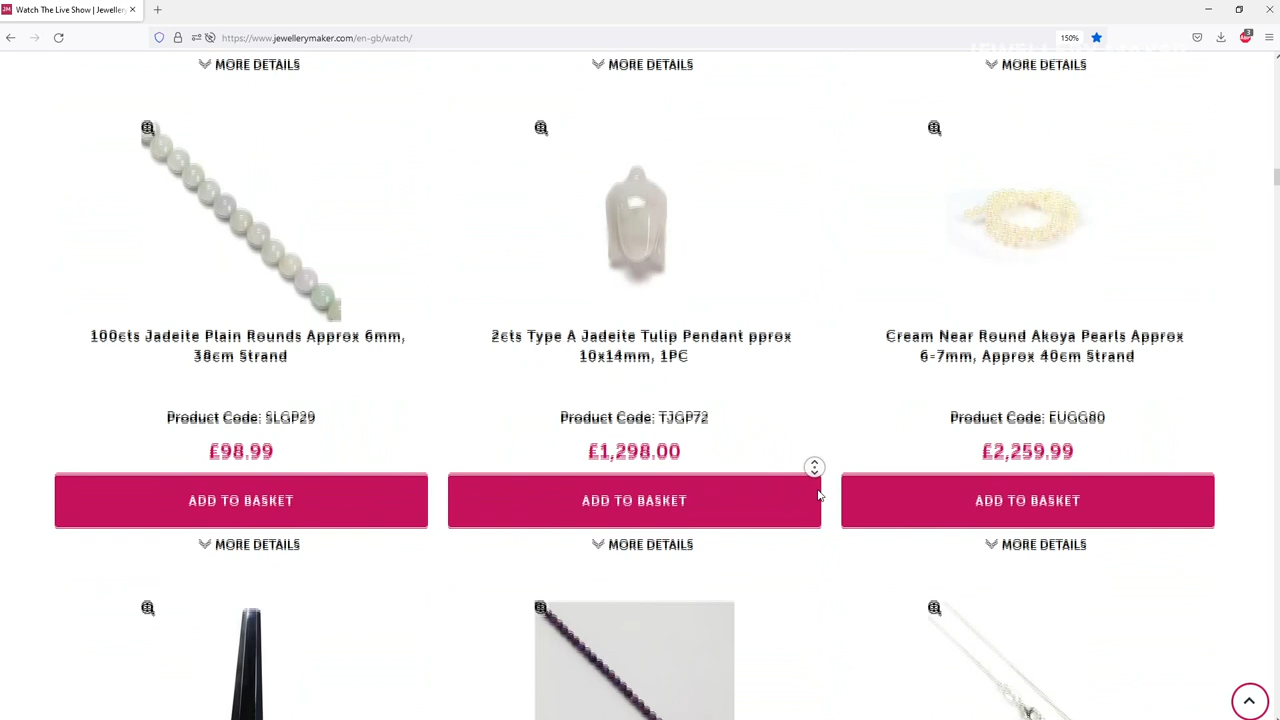 Watch The Live Show | Jewellery
https://www.jewellerymaker.com/en-gb/watch/
150%
3
JEWELLERY MAKER
MORE DETAILS
MORE DETAILS
MORE DETAILS
100cts Jadeite Plain Rounds Approx 6mm,
38cm Strand
2cts Type A Jadeite Tulip Pendant pprox
10x14mm, 1PC
Cream Near Round Akoya Pearls Approx
6-7mm, Approx 40cm Strand
Product Code: SLGP29
Product Code: TJGP72
Product Code: EUGG80
£98.99
£1,298.00
£2,259.99
ADD TO BASKET
ADD TO BASKET
ADD TO BASKET
MORE DETAILS
MORE DETAILS
MORE DETAILS